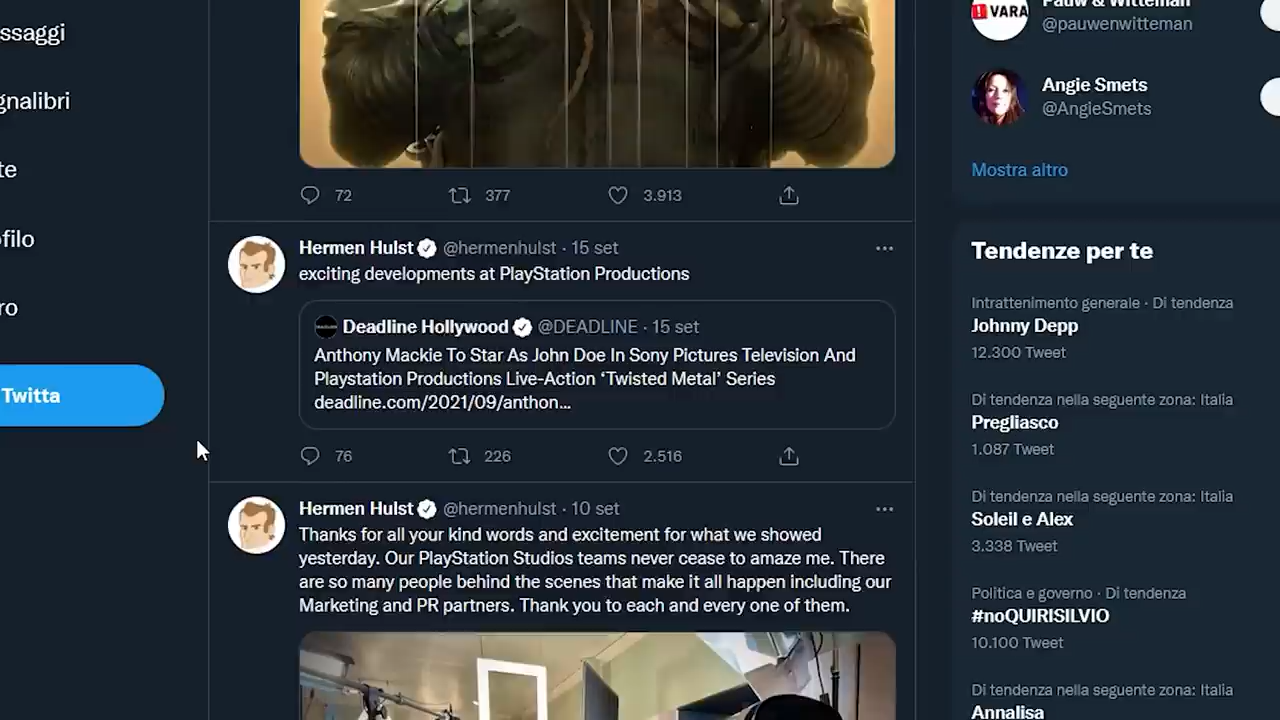 ssaggi
gnalibri
te
ofilo
ro
Twitta
72 377 3.913
Hermen Hulst @hermenhulst · 15 set
exciting developments at PlayStation Productions
Deadline Hollywood @DEADLINE · 15 set
Anthony Mackie To Star As John Doe In Sony Pictures Television And
Playstation Productions Live-Action ‘Twisted Metal’ Series
deadline.com/2021/09/anthon...
76 226 2.516
Hermen Hulst @hermenhulst · 10 set
Thanks for all your kind words and excitement for what we showed
yesterday. Our PlayStation Studios teams never cease to amaze me. There
are so many people behind the scenes that make it all happen including our
Marketing and PR partners. Thank you to each and every one of them.
VARA
Pauw & Witteman
@pauwenwitteman
Angie Smets
@AngieSmets
Mostra altro
Tendenze per te
Intrattenimento generale · Di tendenza
Johnny Depp
12.300 Tweet
Di tendenza nella seguente zona: Italia
Pregliasco
1.087 Tweet
Di tendenza nella seguente zona: Italia
Soleil e Alex
3.338 Tweet
Politica e governo · Di tendenza
#noQUIRISILVIO
10.100 Tweet
Di tendenza nella seguente zona: Italia
Annalisa